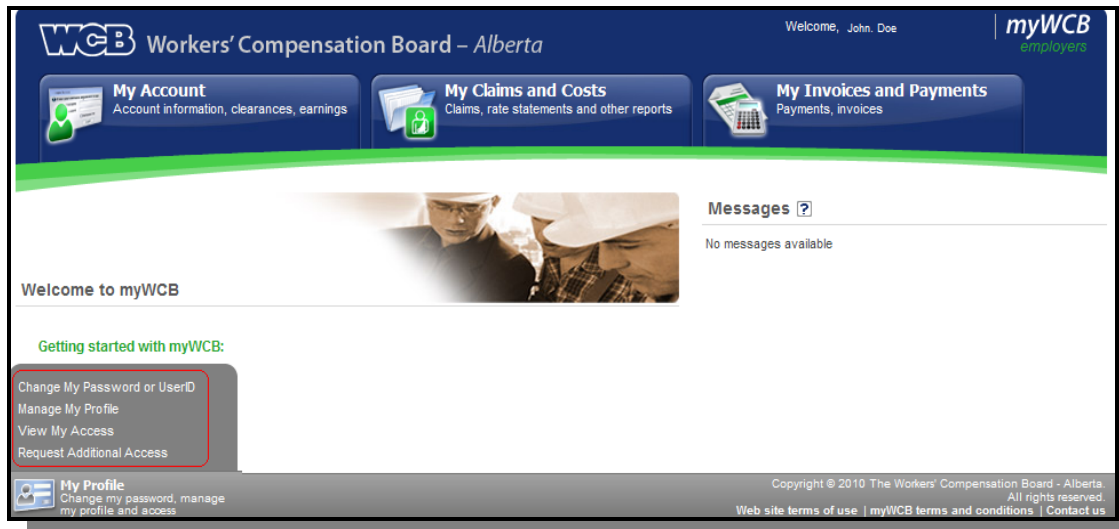 WCB Workers' Compensation Board – Alberta
Welcome, John. Doe
myWCB
employers
My Account
Account information, clearances, earnings
My Claims and Costs
Claims, rate statements and other reports
My Invoices and Payments
Payments, invoices
Messages ?
No messages available
Welcome to myWCB
Getting started with myWCB:
Change My Password or UserID
Manage My Profile
View My Access
Request Additional Access
My Profile
Change my password, manage
my profile and access
Copyright © 2010 The Workers' Compensation Board - Alberta.
All rights reserved.
Web site terms of use | myWCB terms and conditions | Contact us